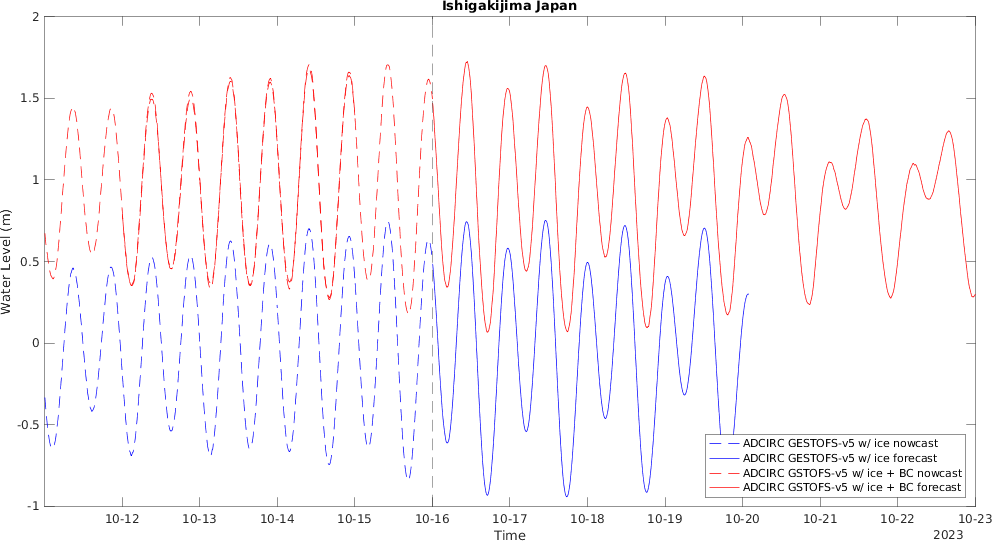 Ishigakijima Japan
2
1.5
1
0.5
0
-0.5
-1
Water Level (m)
10-12
10-13
10-14
10-15
10-16
10-17
10-18
10-19
10-20
10-21
10-22
10-23
Time
2023
ADCIRC GESTOFS-v5 w/ ice nowcast
ADCIRC GESTOFS-v5 w/ ice forecast
ADCIRC GSTOFS-v5 w/ ice + BC nowcast
ADCIRC GSTOFS-v5 w/ ice + BC forecast